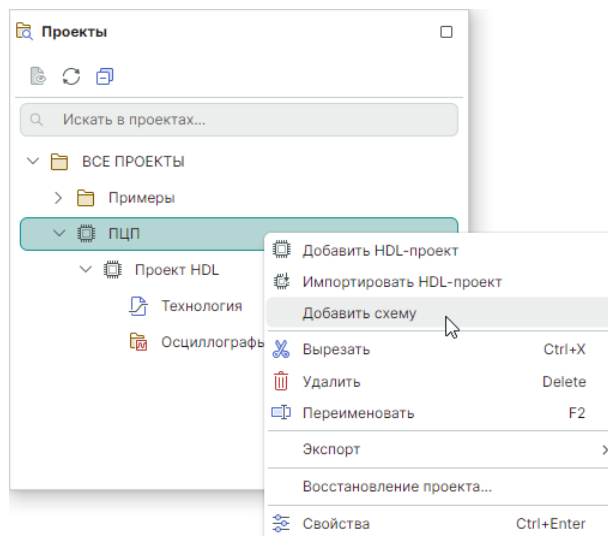 Проекты
Искать в проектах...
ВСЕ ПРОЕКТЫ
Примеры
ПЦП
Проект HDL
Технология
Осциллографы
Добавить HDL-проект
Импортировать HDL-проект
Добавить схему
Вырезать Ctrl+X
Удалить Delete
Переименовать F2
Экспорт
Восстановление проекта...
Свойства Ctrl+Enter